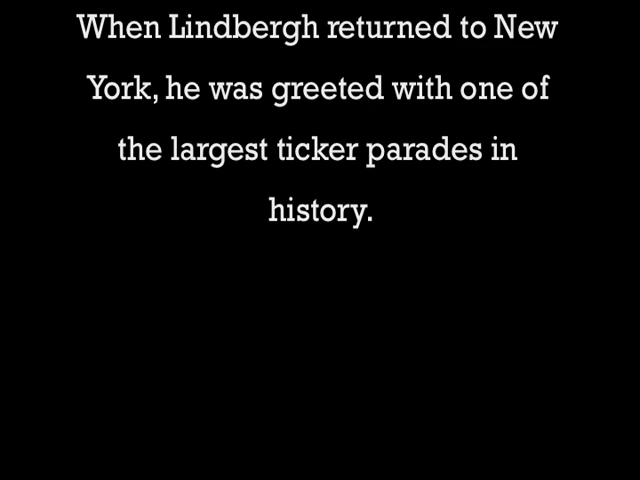 When Lindbergh returned to New
York, he was greeted with one of
the largest ticker parades in
history.